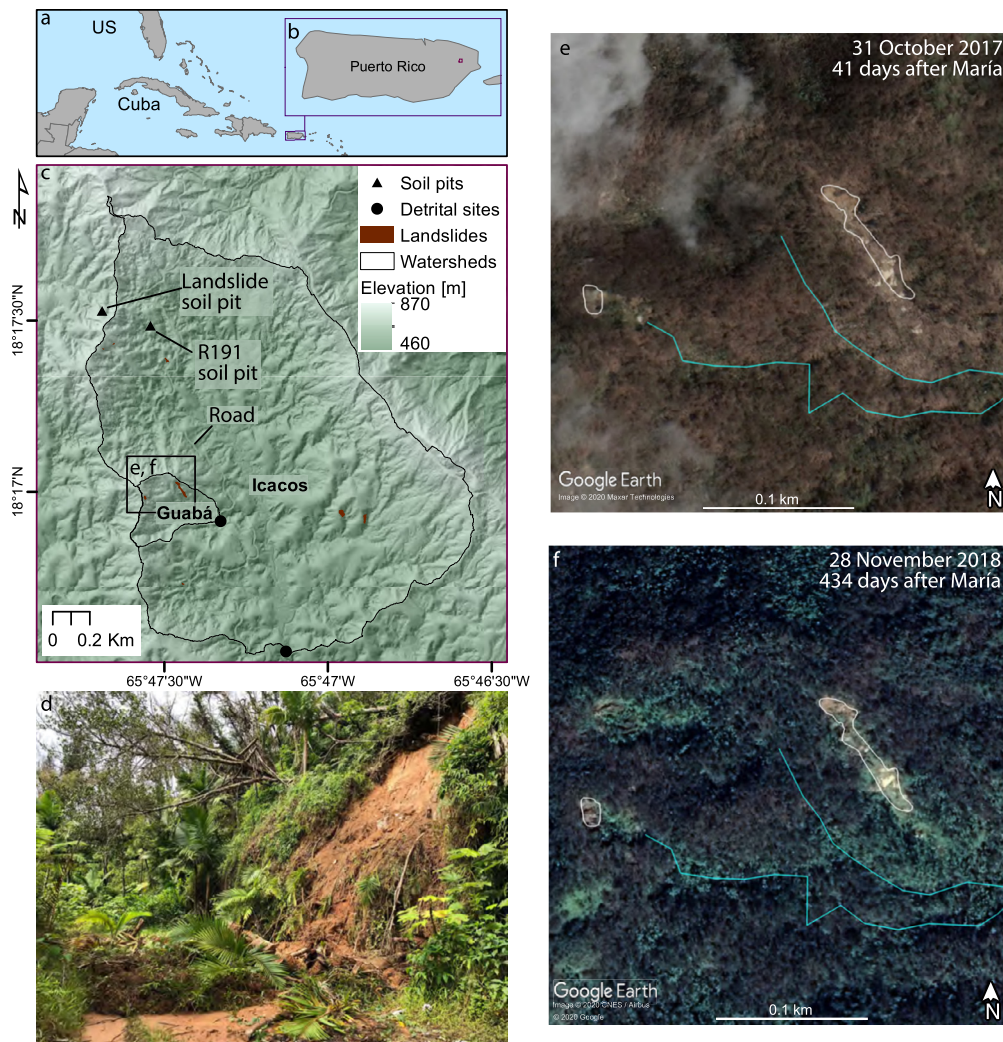 a
US
Cuba
b
Puerto Rico
c
N
Soil pits
Detrital sites
Landslides
Watersheds
Elevation [m]
870
460
Landslide
soil pit
R191
soil pit
Road
e, f
Icacos
Guabá
0 0.2 Km
18°17'30"N
18°17'N
65°47'30"W
65°47'W
65°46'30"W
d
e
31 October 2017
41 days after María
Google Earth
Image © 2020 Maxar Technologies
0.1 km
N
f
28 November 2018
434 days after María
Google Earth
Image © 2020 CNES / Airbus
© 2020 Google
0.1 km
N